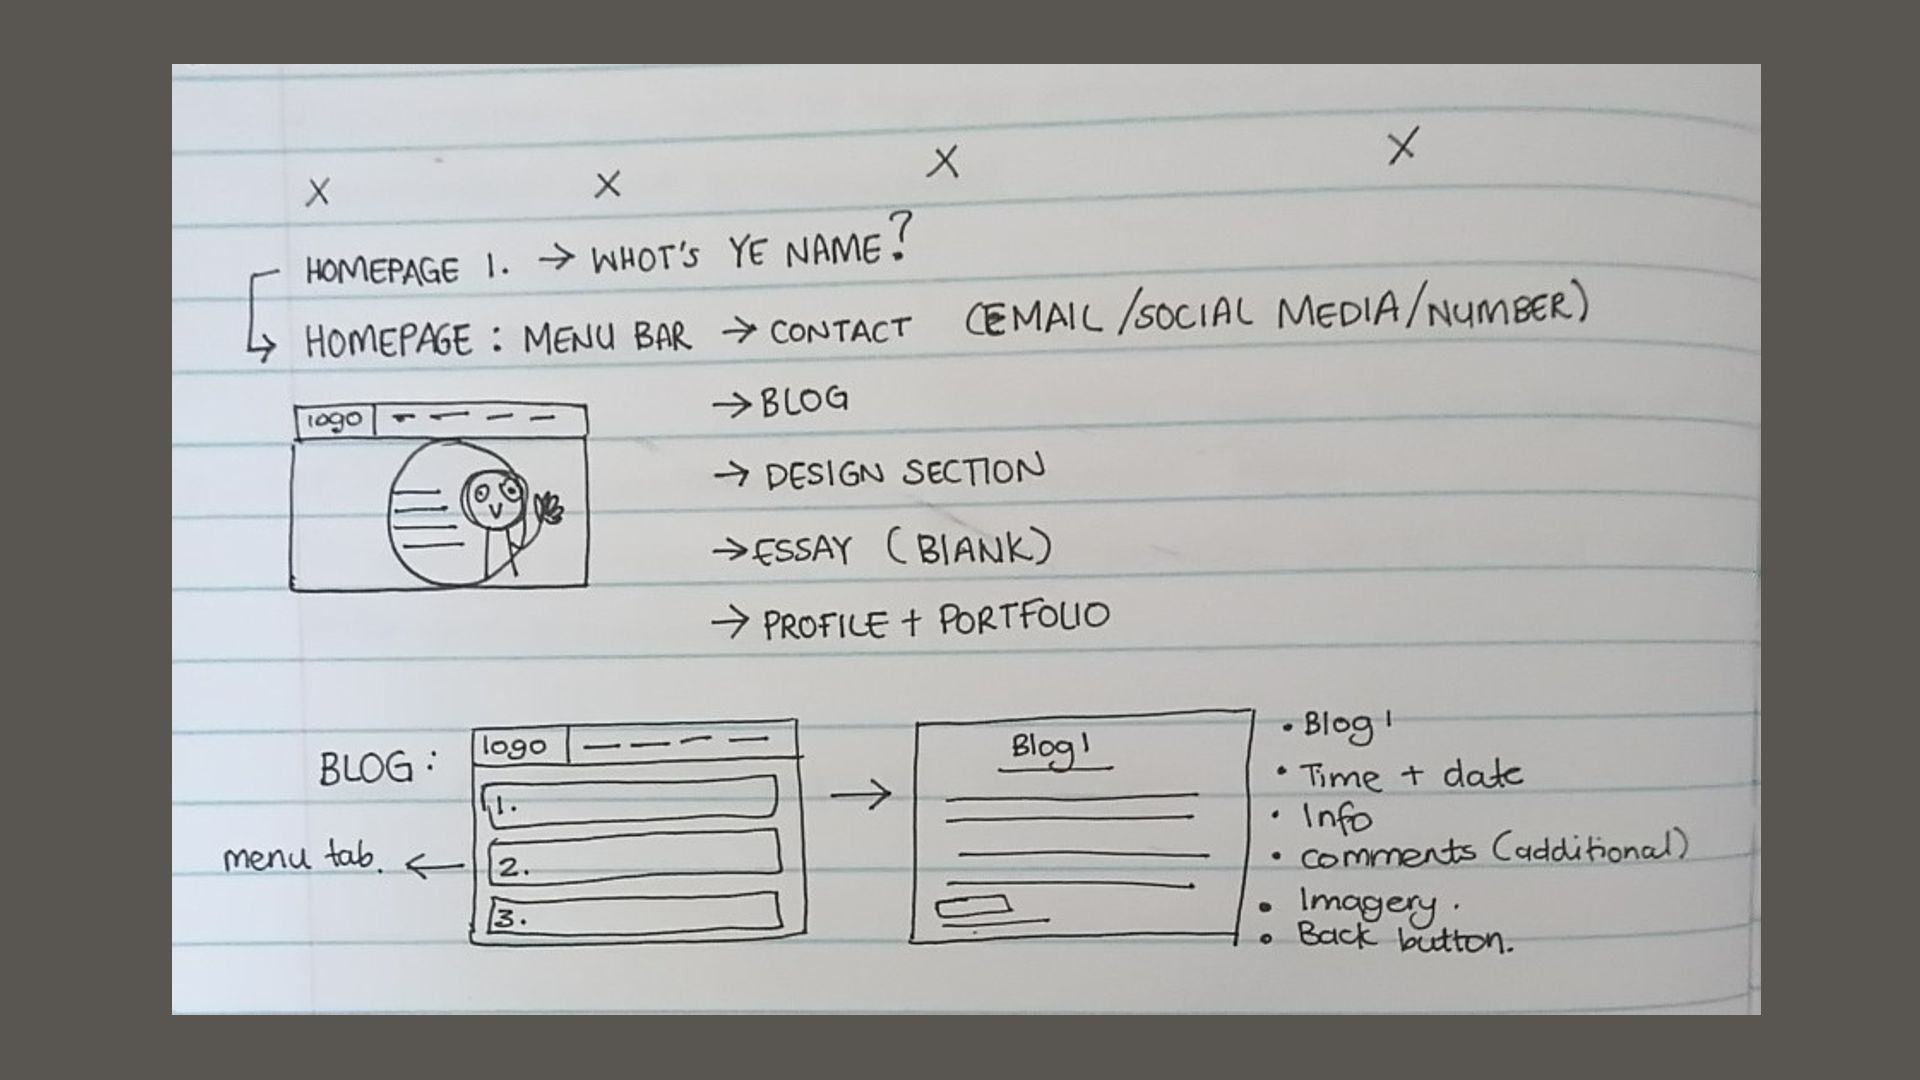 X X X X
HOMEPAGE 1. → WHOT'S YE NAME?
HOMEPAGE : MENU BAR → CONTACT (EMAIL/SOCIAL MEDIA/NUMBER)
→ BLOG
logo
→ DESIGN SECTION
→ ESSAY (BLANK)
→ PROFILE + PORTFOLIO
BLOG :
menu tab. ←
logo
1.
2.
3.
→
Blog 1
• Blog 1
• Time + date
• Info
• comments (additional)
• Imagery.
• Back button.